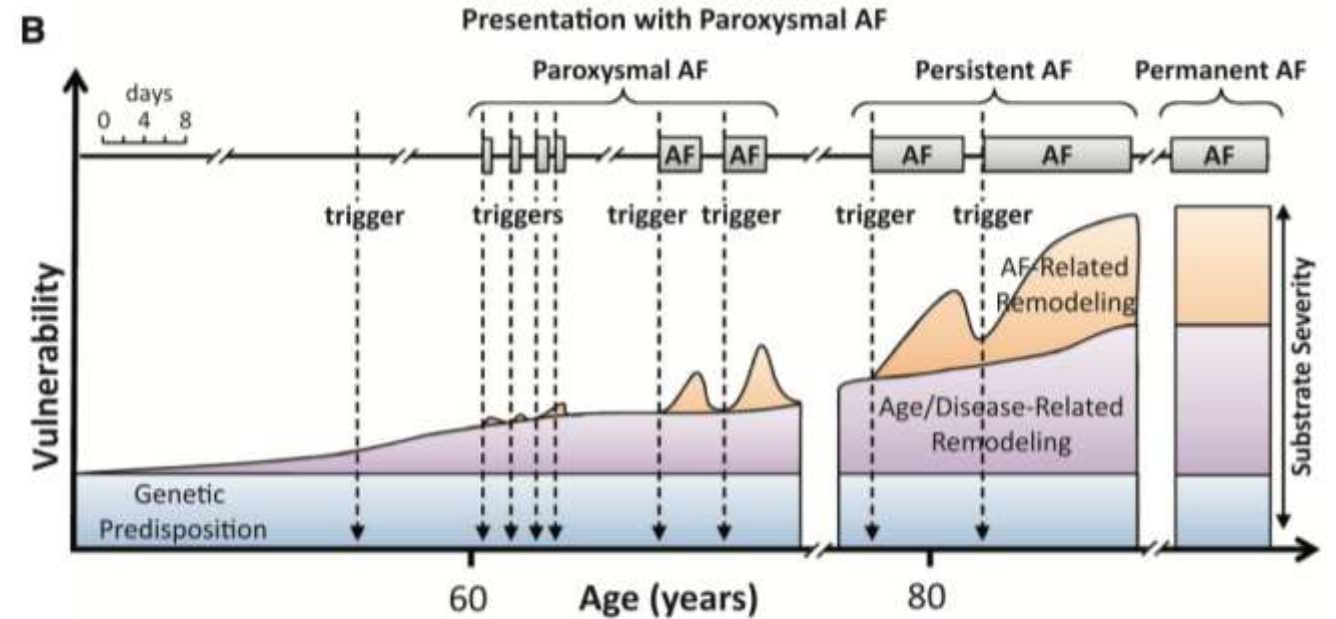 B
Presentation with Paroxysmal AF
Paroxysmal AF
Persistent AF
Permanent AF
days
0 4 8
AF
AF
AF
AF
AF
trigger
triggers
trigger
trigger
trigger
trigger
AF-Related
Remodeling
Age/Disease-Related
Remodeling
Genetic
Predisposition
Vulnerability
Substrate Severity
60
Age (years)
80